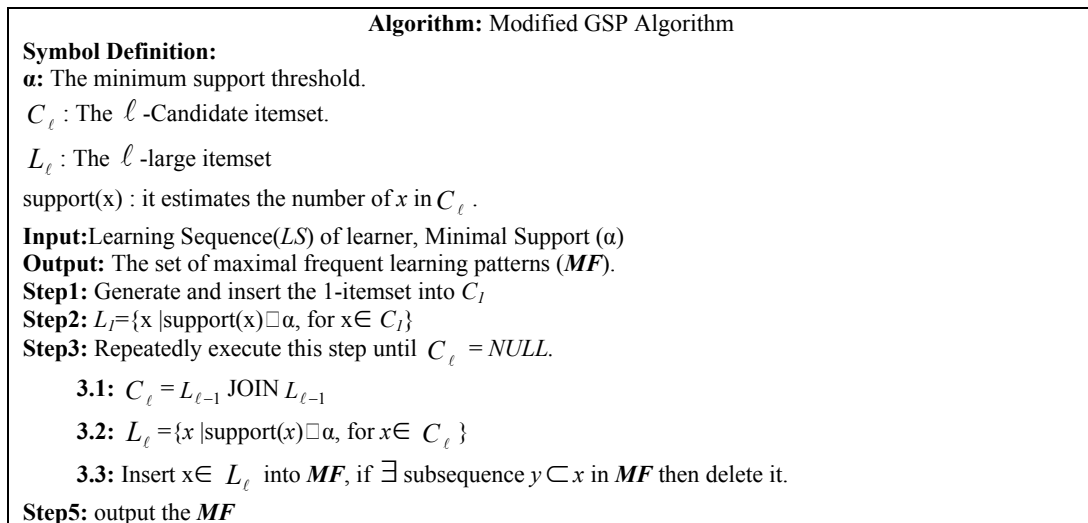 Algorithm: Modified GSP Algorithm
Symbol Definition:
α: The minimum support threshold.
C_ℓ : The ℓ -Candidate itemset.
L_ℓ : The ℓ -large itemset
support(x) : it estimates the number of x in C_ℓ .
Input:Learning Sequence(LS) of learner, Minimal Support (α)
Output: The set of maximal frequent learning patterns (MF).
Step1: Generate and insert the 1-itemset into C_1
Step2: L_1={x |support(x)□α, for x∈ C_1}
Step3: Repeatedly execute this step until C_ℓ = NULL.
3.1: C_ℓ = L_ℓ−1 JOIN L_ℓ−1
3.2: L_ℓ ={x |support(x)□α, for x∈ C_ℓ }
3.3: Insert x∈ L_ℓ into MF, if ∃ subsequence y ⊂ x in MF then delete it.
Step5: output the MF